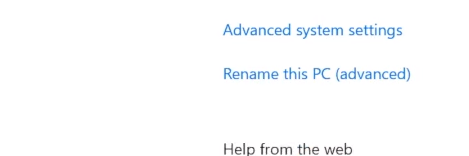 Advanced system settings
Rename this PC (advanced)
Help from the web